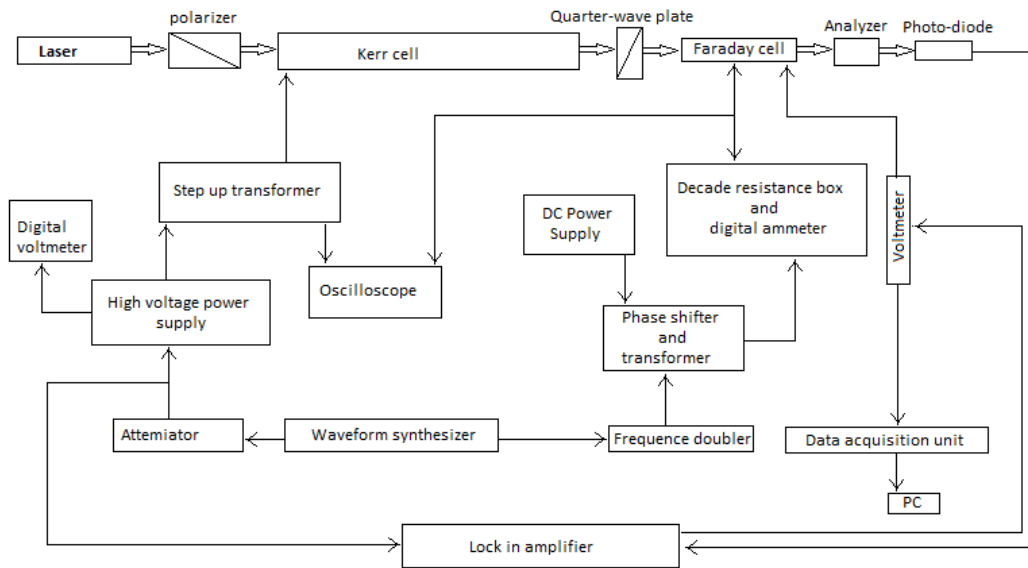 polarizer
Quarter-wave plate
Analyzer
Photo-diode
Laser
Kerr cell
Faraday cell
Step up transformer
Decade resistance box
and
digital ammeter
DC Power
Supply
Digital
voltmeter
Voltmeter
Oscilloscope
High voltage power
supply
Phase shifter
and
transformer
Attemiator
Waveform synthesizer
Frequence doubler
Data acquisition unit
PC
Lock in amplifier